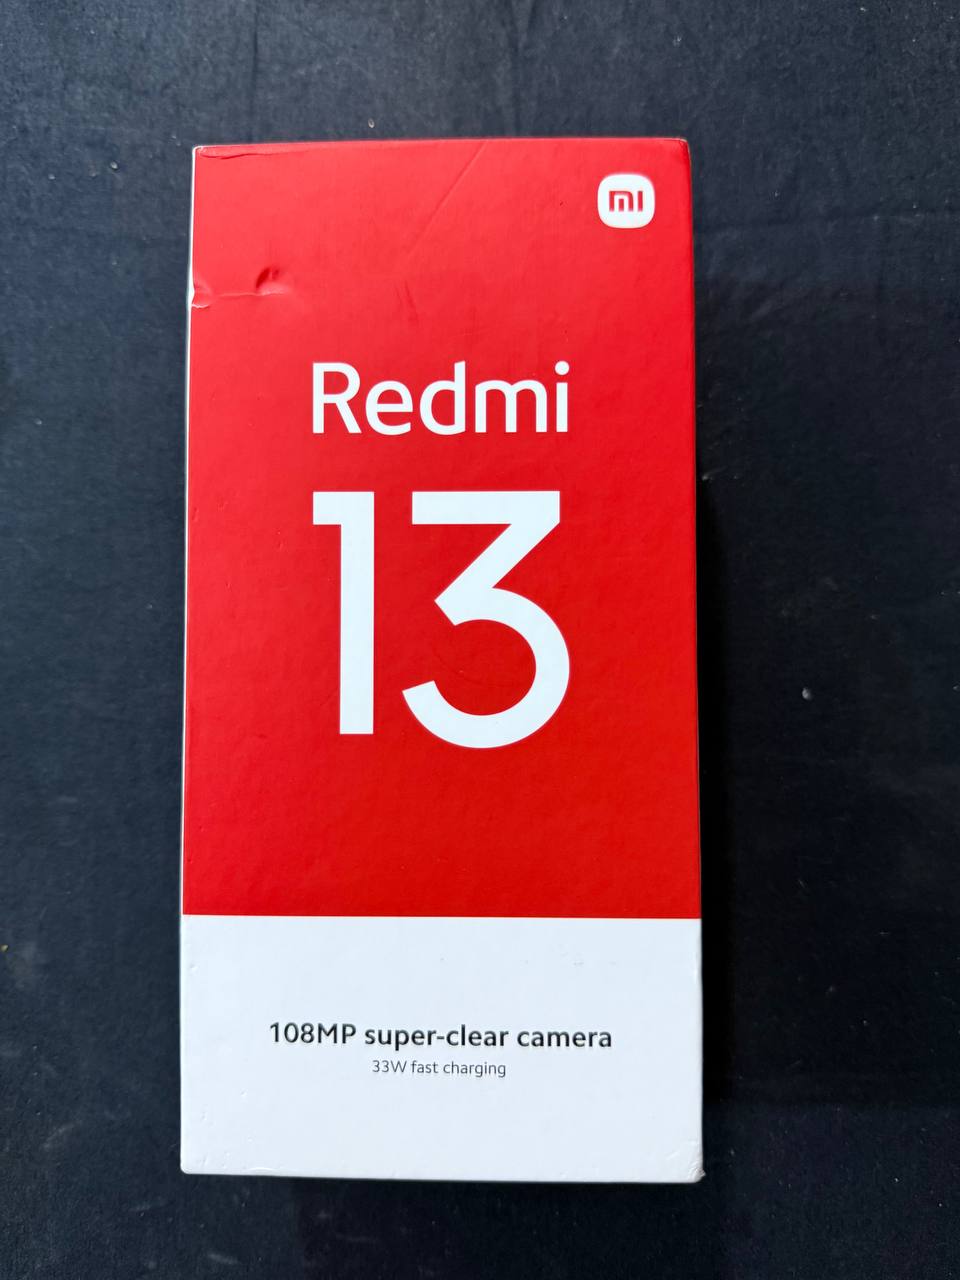 mi
Redmi
13
108MP super-clear camera
33W fast charging